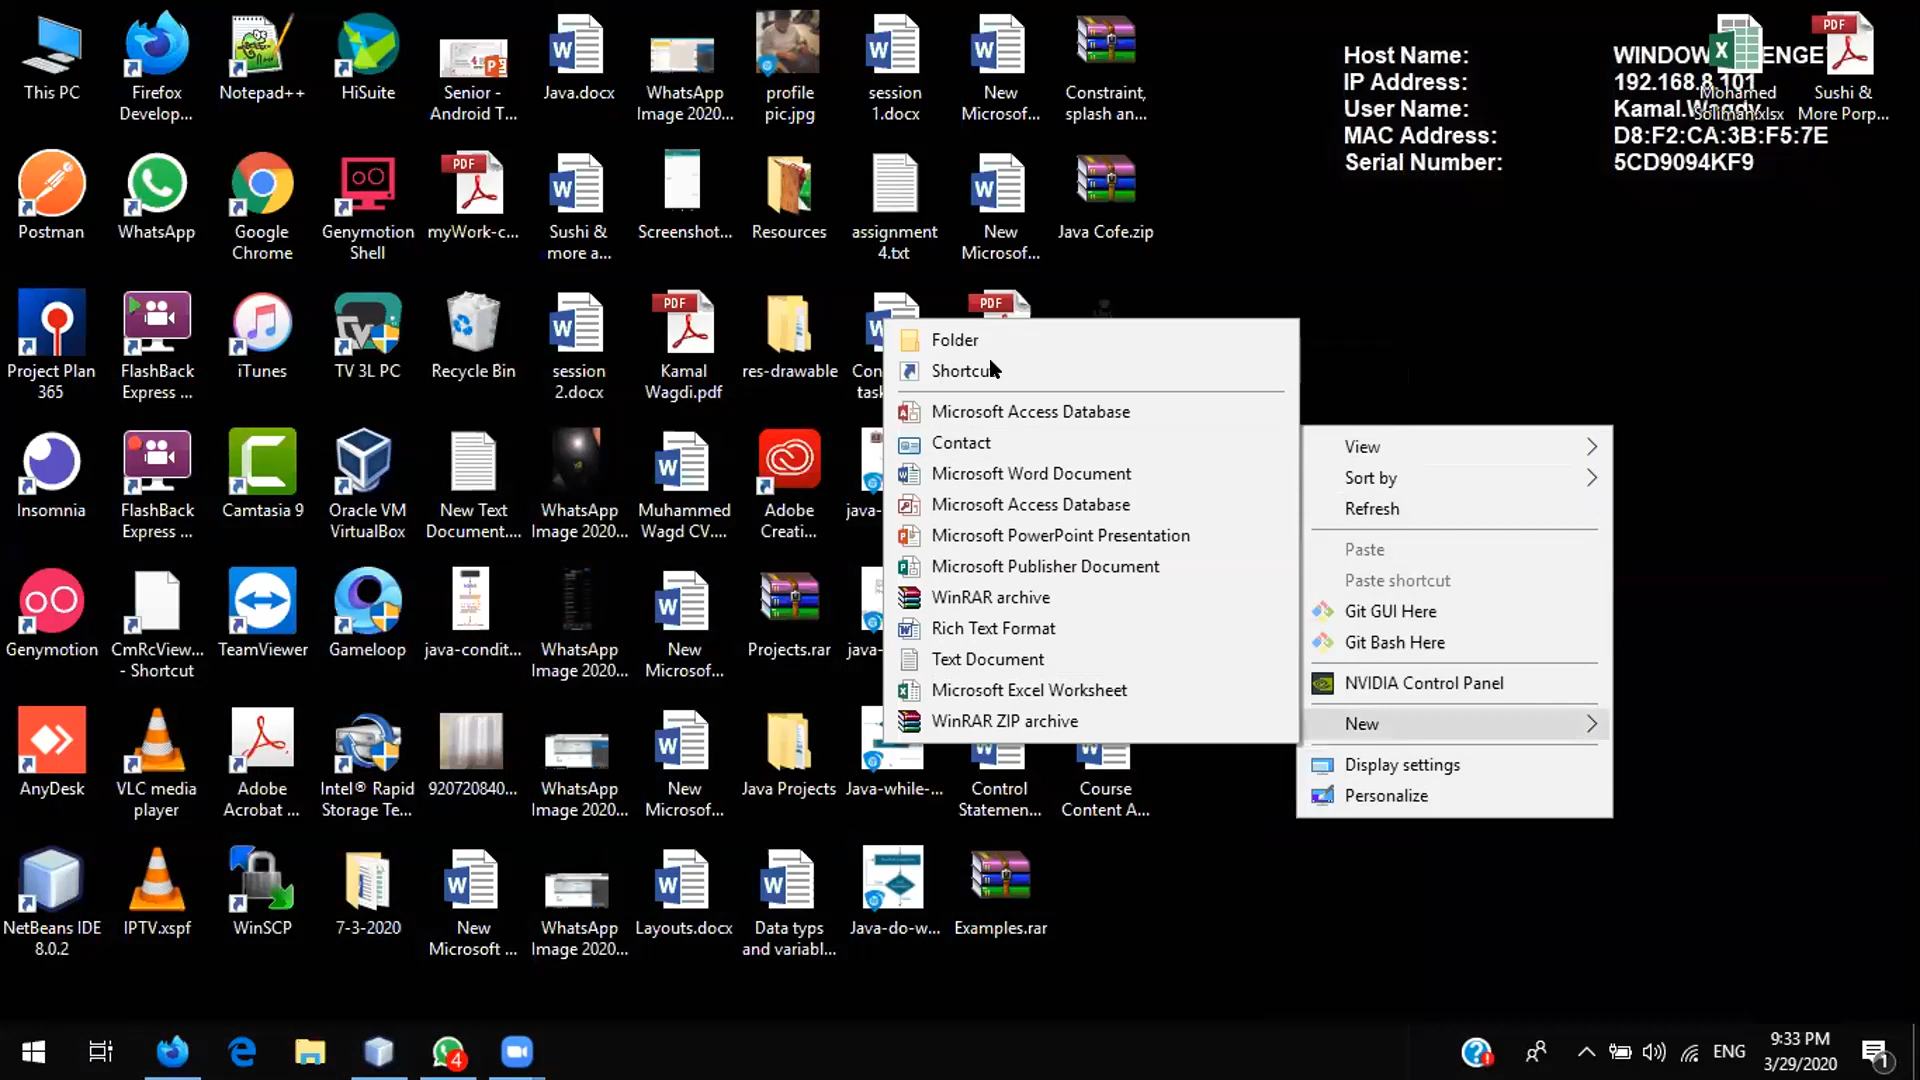 This PC
Firefox
Develop...
Notepad++
HiSuite
Senior -
Android T...
Java.docx
WhatsApp
Image 2020...
profile
pic.jpg
session
1.docx
New
Microsof...
Constraint,
splash an...
Host Name:
IP Address:
192.168.8.101
User Name:
MAC Address:
D8:F2:CA:3B:F5:7E
Serial Number:
5CD9094KF9
Mohamed
Soliman.xlsx
PDF
Sushi &
More Porp...
Postman
WhatsApp
Google
Chrome
Genymotion
Shell
PDF
myWork-c...
Sushi &
more a...
Screenshot...
Resources
assignment
4.txt
New
Microsof...
Java Cofe.zip
Project Plan
365
FlashBack
Express ...
iTunes
TV 3L PC
Recycle Bin
session
2.docx
PDF
Kamal
Wagdi.pdf
res-drawable
PDF
Folder
Microsoft Access Database
Contact
Microsoft Word Document
Microsoft Access Database
Microsoft PowerPoint Presentation
Microsoft Publisher Document
WinRAR archive
Rich Text Format
Text Document
Microsoft Excel Worksheet
WinRAR ZIP archive
View
Sort by
Refresh
Paste
Paste shortcut
Git GUI Here
Git Bash Here
NVIDIA Control Panel
New
Display settings
Personalize
Insomnia
FlashBack
Express ...
Camtasia 9
Oracle VM
VirtualBox
New Text
Document....
WhatsApp
Image 2020...
Muhammed
Wagd CV....
Adobe
Creati...
java-
Genymotion
CmRcView...
- Shortcut
TeamViewer
Gameloop
java-condit...
WhatsApp
Image 2020...
New
Microsof...
Projects.rar
java-
AnyDesk
VLC media
player
Adobe
Acrobat ...
Intel® Rapid
Storage Te...
920720840...
WhatsApp
Image 2020...
New
Microsof...
Java Projects
Java-while-...
Control
Statemen...
Course
Content A...
NetBeans IDE
8.0.2
IPTV.xspf
WinSCP
7-3-2020
New
Microsoft ...
WhatsApp
Image 2020...
Layouts.docx
Data typs
and variabl...
Java-do-w...
Examples.rar
4
ENG
9:33 PM
3/29/2020
1